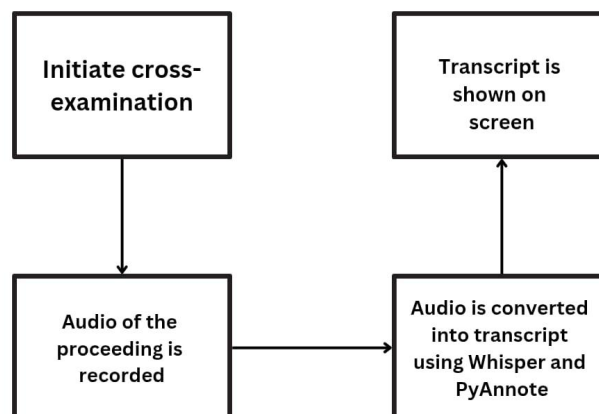 Initiate cross-
examination
Audio of the
proceeding is
recorded
Audio is converted
into transcript
using Whisper and
PyAnnote
Transcript is
shown on
screen